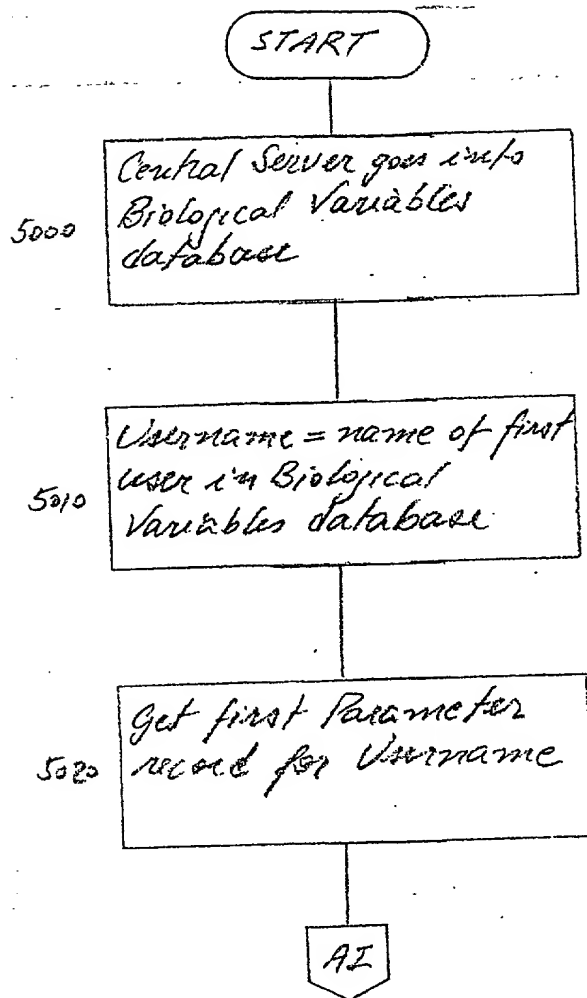 START
Central Server goes into
Biological Variables
database
5000
Username = name of first
user in Biological
Variables database
5010
Get first Parameter
record for Username
5020
AI